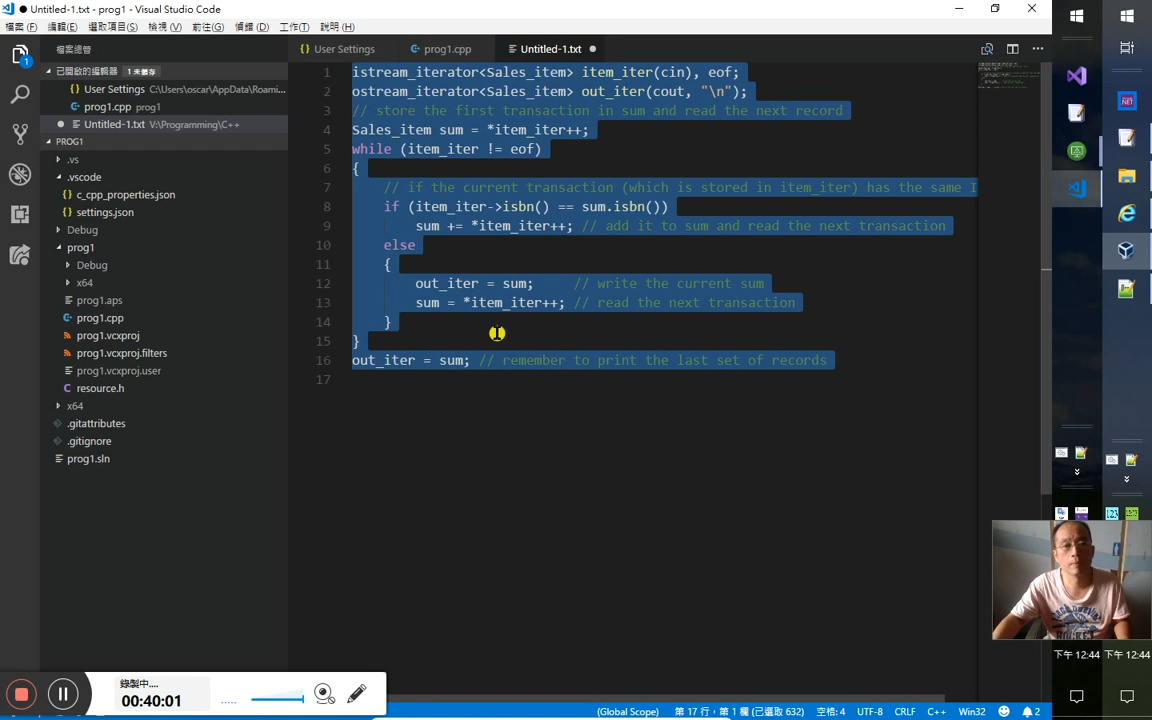 ● Untitled-1.txt - prog1 - Visual Studio Code
檔案 (F) 編輯(E) 選取項目(S) 檢視 (V) 前往(G) 偵錯 (D) 工作(T) 說明 (H)
檔案總管
{} User Settings
prog1.cpp
Untitled-1.txt ●
已開啟的編輯器 1 未儲存
{} User Settings C:\Users\oscar\AppData\Roami...
prog1.cpp prog1
● Untitled-1.txt V:\Programming\C++
PROG1
.vs
.vscode
{} c_cpp_properties.json
{} settings.json
Debug
prog1
Debug
x64
prog1.aps
prog1.cpp
prog1.vcxproj
prog1.vcxproj.filters
prog1.vcxproj.user
resource.h
x64
.gitattributes
.gitignore
prog1.sln
1 istream_iterator<Sales_item> item_iter(cin), eof;
2 ostream_iterator<Sales_item> out_iter(cout, "\n");
3 // store the first transaction in sum and read the next record
4 Sales_item sum = *item_iter++;
5 while (item_iter != eof)
6 {
7 // if the current transaction (which is stored in item_iter) has the same I
8 if (item_iter->isbn() == sum.isbn())
9 sum += *item_iter++; // add it to sum and read the next transaction
10 else
11 {
12 out_iter = sum; // write the current sum
13 sum = *item_iter++; // read the next transaction
14 }
15 }
16 out_iter = sum; // remember to print the last set of records
17
錄製中....
00:40:01
(Global Scope) 第 17 行，第 1 欄 (已選取 632) 空格: 4 UTF-8 CRLF C++ Win32 2
.NET
123
下午 12:44 下午 12:44